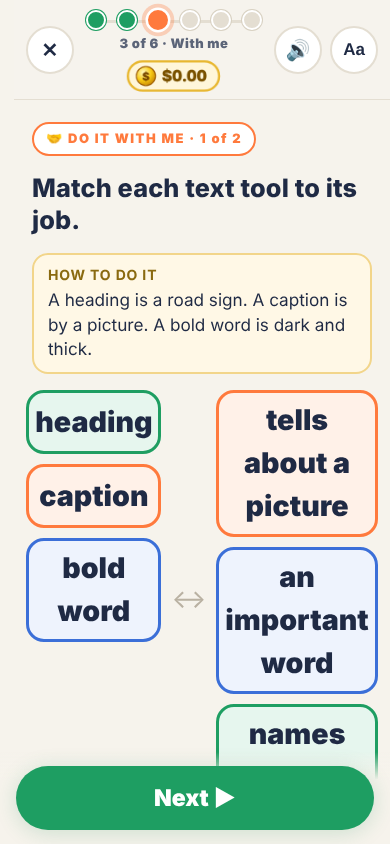 ✕
3 of 6 · With me
$ $0.00
🔊
Aa
🤝 DO IT WITH ME · 1 of 2
Match each text tool to its
job.
HOW TO DO IT
A heading is a road sign. A caption is
by a picture. A bold word is dark and
thick.
heading
caption
bold
word
↔
tells
about a
picture
an
important
word
names
Next ▶